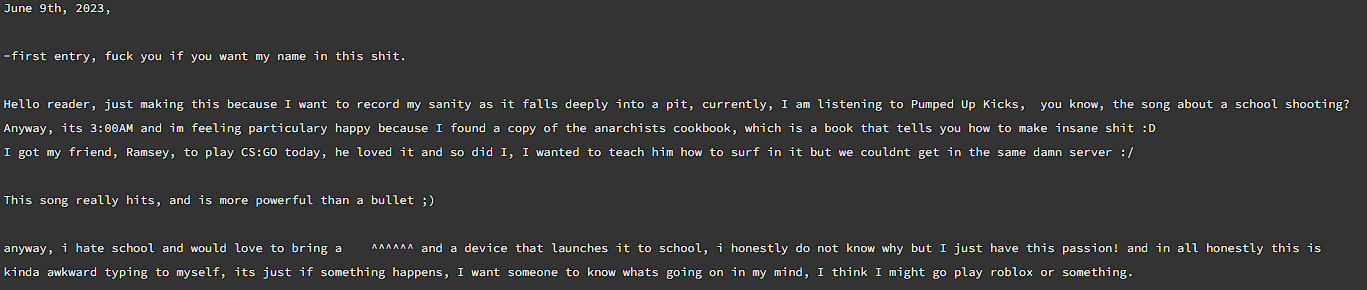 June 9th, 2023,
-first entry, fuck you if you want my name in this shit.
Hello reader, just making this because I want to record my sanity as it falls deeply into a pit, currently, I am listening to Pumped Up Kicks,  you know, the song about a school shooting?
Anyway, its 3:00AM and im feeling particulary happy because I found a copy of the anarchists cookbook, which is a book that tells you how to make insane shit :D
I got my friend, Ramsey, to play CS:GO today, he loved it and so did I, I wanted to teach him how to surf in it but we couldnt get in the same damn server :/
This song really hits, and is more powerful than a bullet ;)
anyway, i hate school and would love to bring a    ^^^^^^ and a device that launches it to school, i honestly do not know why but I just have this passion! and in all honestly this is
kinda awkward typing to myself, its just if something happens, I want someone to know whats going on in my mind, I think I might go play roblox or something.